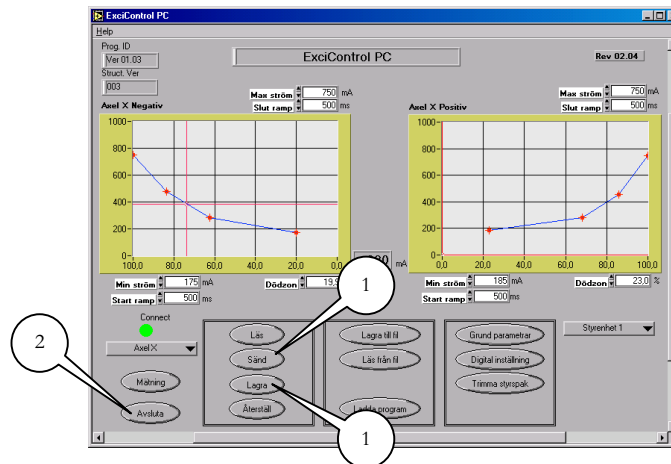 ExciControl PC
Help
Prog. ID
Ver 01.03
Struct. Ver
003
ExciControl PC
Rev 02.04
Max ström 750 mA
Slut ramp 500 ms
Axel X Negativ
Max ström 750 mA
Slut ramp 500 ms
Axel X Positiv
1000
800
600
400
200
0
100,0 80,0 60,0 40,0 20,0 0,0
1000
800
600
400
200
0
0,0 20,0 40,0 60,0 80,0 100,0
mA
Min ström 175 mA
Dödzon
Start ramp 500 ms
Min ström 185 mA
Dödzon 23,0 %
Start ramp 500 ms
1
2
Connect
Axel X
Mätning
Avsluta
Läs
Sänd
Lagra
Återställ
Lagra till fil
Läs från fil
Ladda program
1
Grund parametrar
Digital inställning
Trimma styrspak
Styrenhet 1